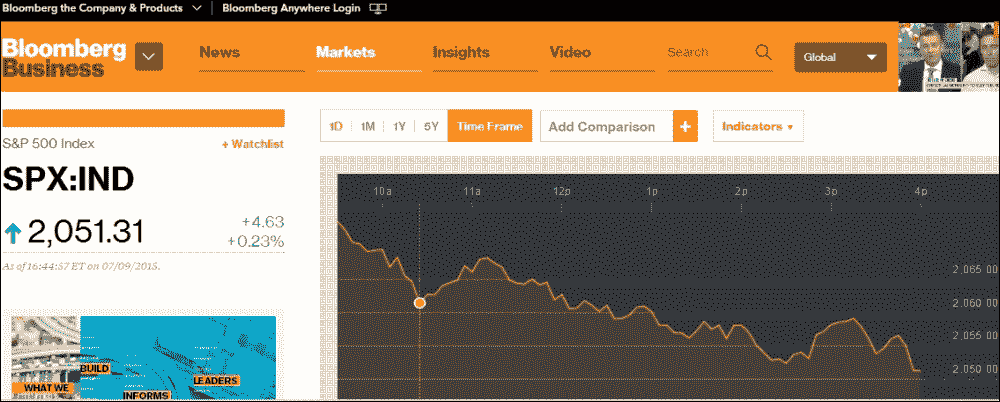 Bloomberg the Company & Products Bloomberg Anywhere Login
Bloomberg
Business
News Markets Insights Video Search Global
S&P 500 Index + Watchlist
SPX:IND
2,051.31
+4.63
+0.23%
As of 16:44:57 ET on 07/09/2015.
1D 1M 1Y 5Y Time Frame Add Comparison + Indicators
10a 11a 12p 1p 2p 3p 4p
2,065 00
2,060 00
2,055 00
2,050 00
BUILD
WHAT WE
LEADERS
INFORMS